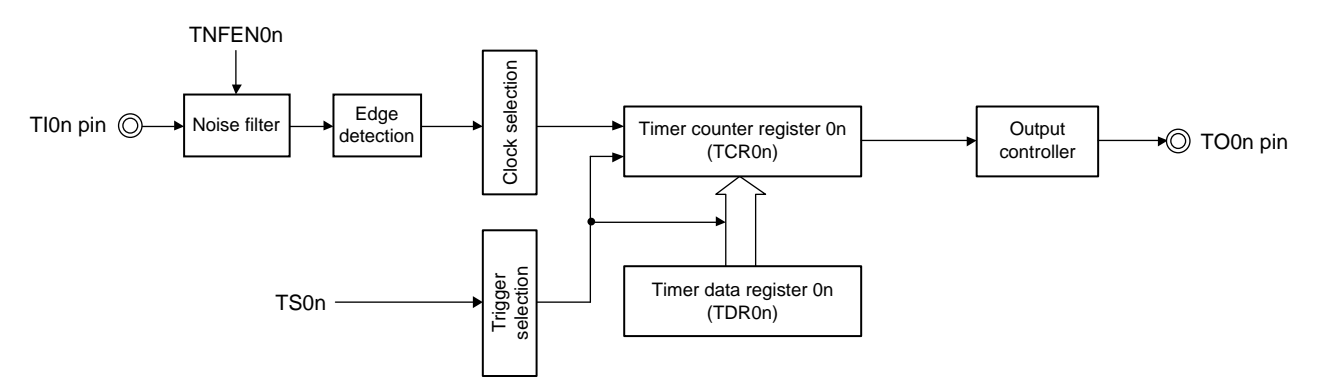 TNFEN0n
TI0n pin
Noise filter
Edge
detection
Clock selection
Timer counter register 0n
(TCR0n)
Output
controller
TO0n pin
TS0n
Trigger
selection
Timer data register 0n
(TDR0n)